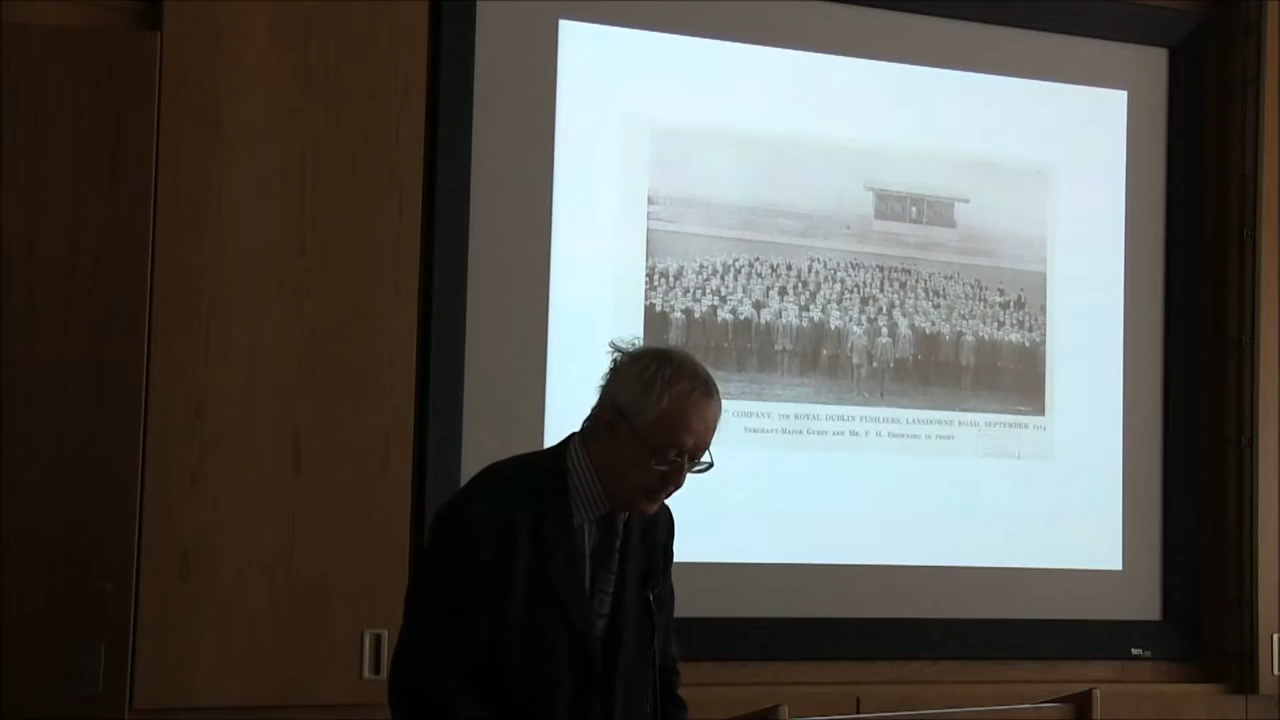 COMPANY, 7TH ROYAL DUBLIN FUSILIERS, LANSDOWNE ROAD, SEPTEMBER 1914
SERGEANT-MAJOR GUEST AND MR. F. H. BROWNING IN FRONT